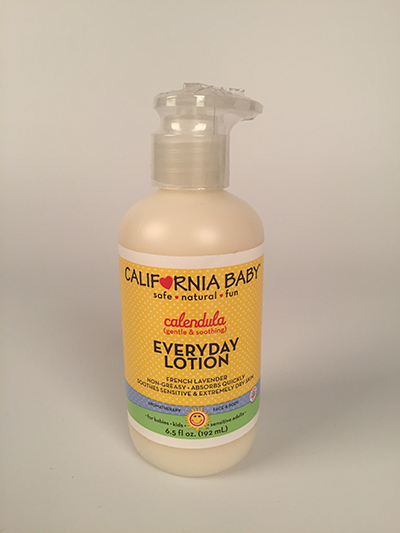 CALIFORNIA BABY
safe • natural • fun
calendula
(gentle & soothing)
EVERYDAY
LOTION
FRENCH LAVENDER
NON-GREASY • ABSORBS QUICKLY
SOOTHES SENSITIVE & EXTREMELY DRY SKIN
AROMATHERAPY FACE & BODY
for babies • kids • sensitive adults
6.5 fl oz. (192 mL)